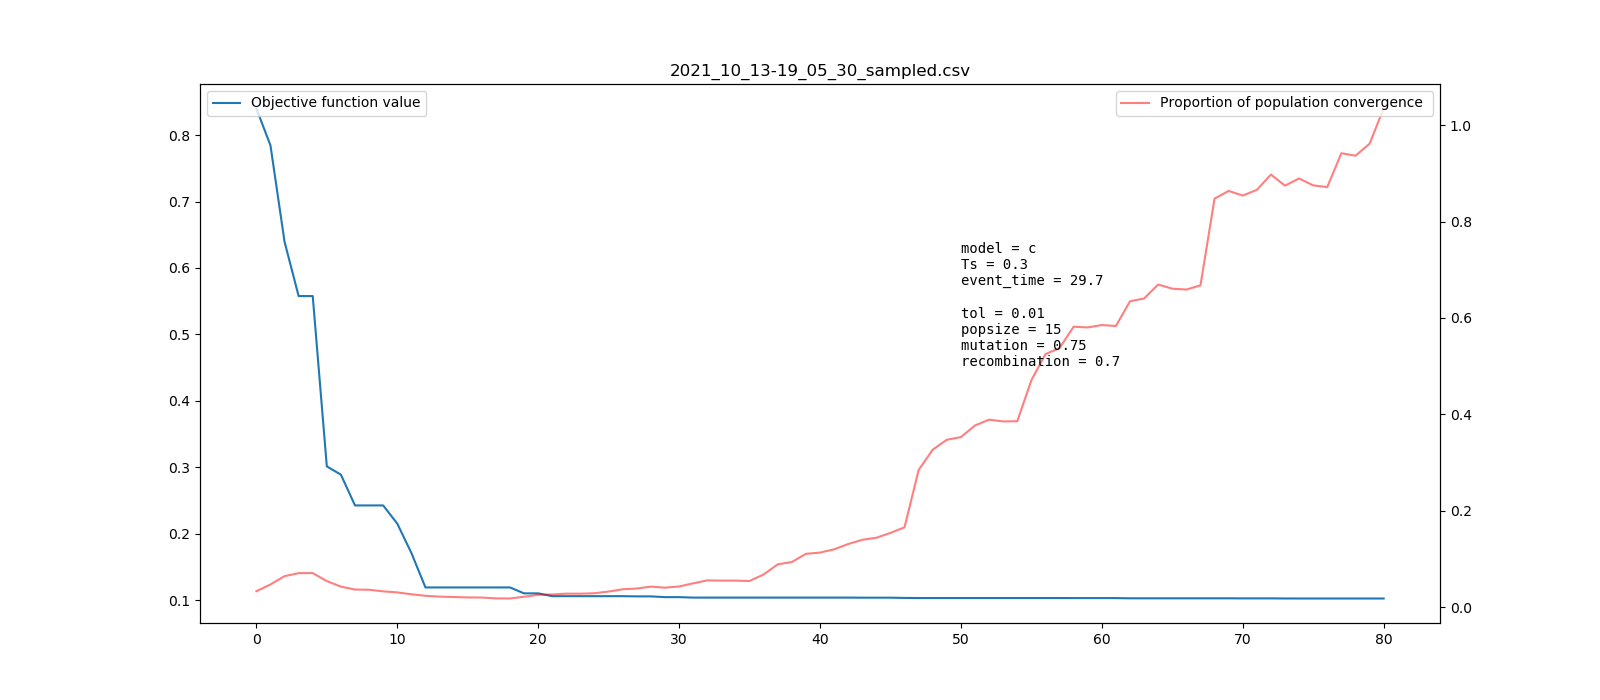 2021_10_13-19_05_30_sampled.csv
Objective function value
Proportion of population convergence
0.8
0.7
0.6
0.5
0.4
0.3
0.2
0.1
model = c
Ts = 0.3
event_time = 29.7
tol = 0.01
popsize = 15
mutation = 0.75
recombination = 0.7
1.0
0.8
0.6
0.4
0.2
0.0
0 10 20 30 40 50 60 70 80